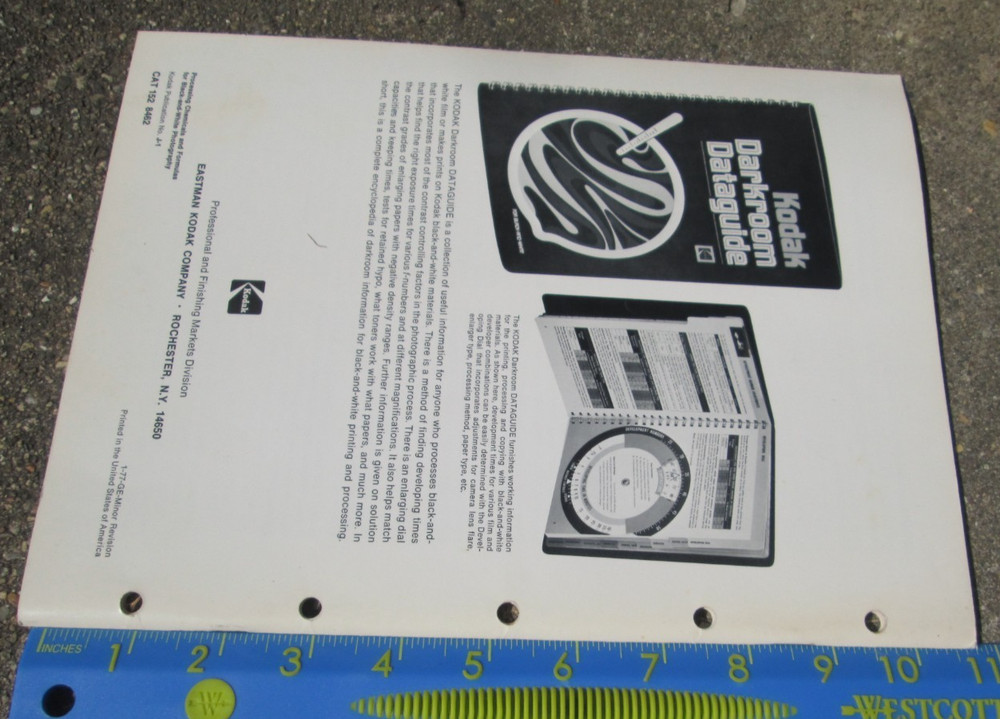 Kodak
Darkroom
Dataguide
The KODAK Darkroom DATAGUIDE furnishes working information
for the printing, processing and copying with black-and-white
materials. As shown here, development times for various film and
developer combinations can be easily determined with the Devel-
oping Dial that incorporates adjustments for camera lens flare,
enlarger type, processing method, paper type, etc.
The KODAK Darkroom DATAGUIDE is a collection of useful information for anyone who processes black-and-
white film or makes prints on Kodak black-and-white materials. There is a method of finding developing times
that incorporates most of the contrast controlling factors in the photographic process. There is an enlarging dial
that helps find the right exposure times for various f-numbers and at different magnifications. It also helps match
the contrast grades of enlarging papers with negative density ranges. Further information is given on solution
capacities and keeping times, tests for retained hypo, what toners work with what papers, and much more. In
short, this is a complete encyclopedia of darkroom information for black-and-white printing and processing.
Kodak
Professional and Finishing Markets Division
EASTMAN KODAK COMPANY • ROCHESTER, N.Y. 14650
Processing Chemicals and Formulas
for Black-and-White Photography
Kodak Publication No. J-1
CAT 152 8462
1-77-GE-Minor Revision
Printed in the United States of America
INCHES 1 2 3 4 5 6 7 8 9 10 11
W WESTCOTT